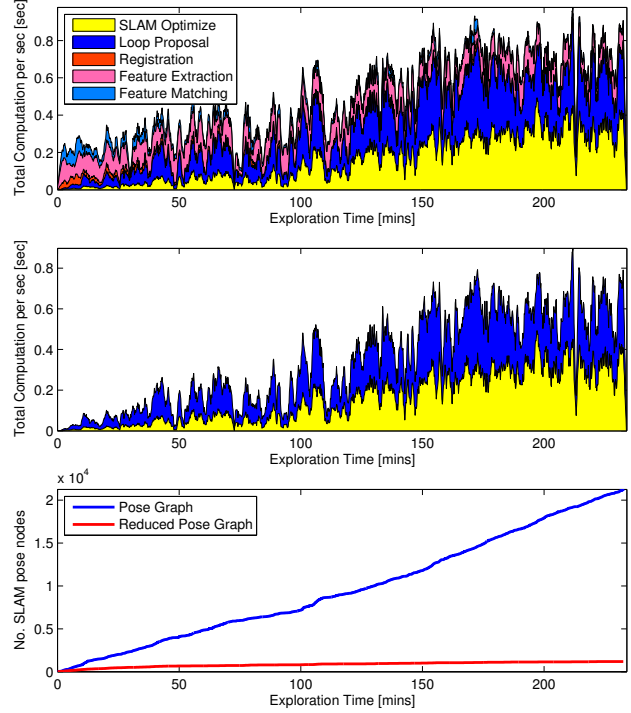 Total Computation per sec [sec]
0.8
0.6
0.4
0.2
0
SLAM Optimize
Loop Proposal
Registration
Feature Extraction
Feature Matching
0 50 100 150 200
Exploration Time [mins]
Total Computation per sec [sec]
0.8
0.6
0.4
0.2
0
0 50 100 150 200
Exploration Time [mins]
x 10^4
No. SLAM pose nodes
2
1.5
1
0.5
0
Pose Graph
Reduced Pose Graph
0 50 100 150 200
Exploration Time [mins]